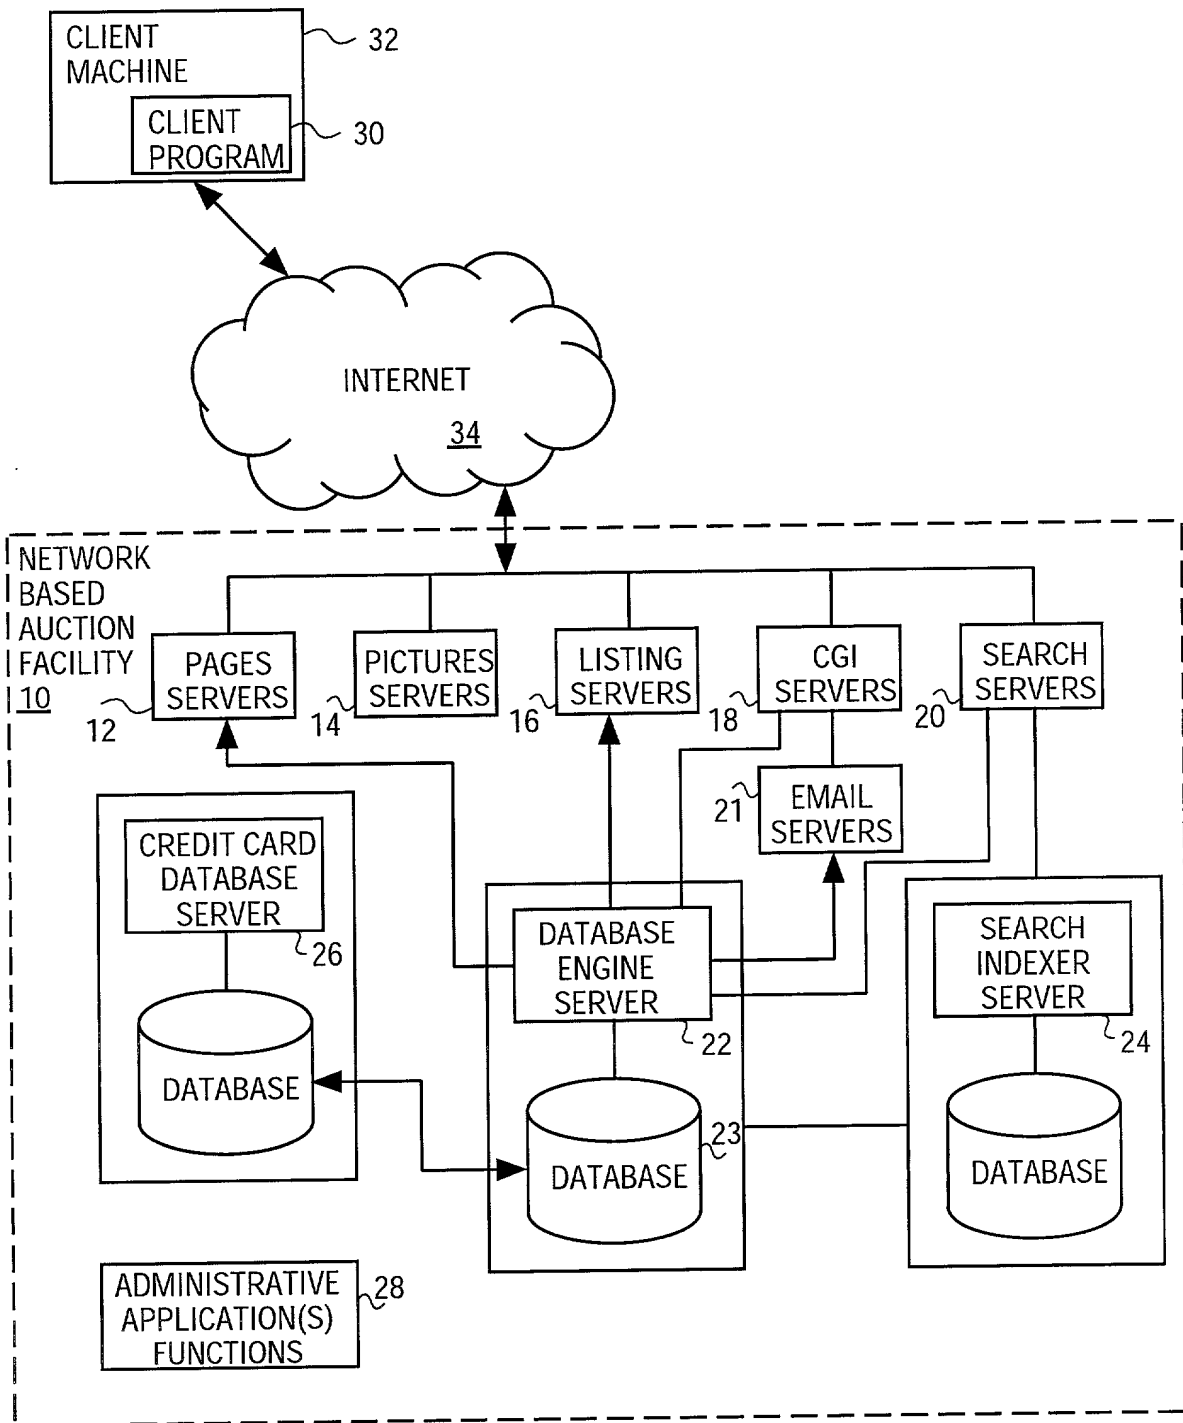 CLIENT
MACHINE
32
CLIENT
PROGRAM
30
INTERNET
34
NETWORK
BASED
AUCTION
FACILITY
10
PAGES
SERVERS
12
PICTURES
SERVERS
14
LISTING
SERVERS
16
CGI
SERVERS
18
SEARCH
SERVERS
20
EMAIL
SERVERS
21
CREDIT CARD
DATABASE
SERVER
26
DATABASE
DATABASE
ENGINE
SERVER
22
DATABASE
23
SEARCH
INDEXER
SERVER
24
DATABASE
ADMINISTRATIVE
APPLICATION(S)
FUNCTIONS
28